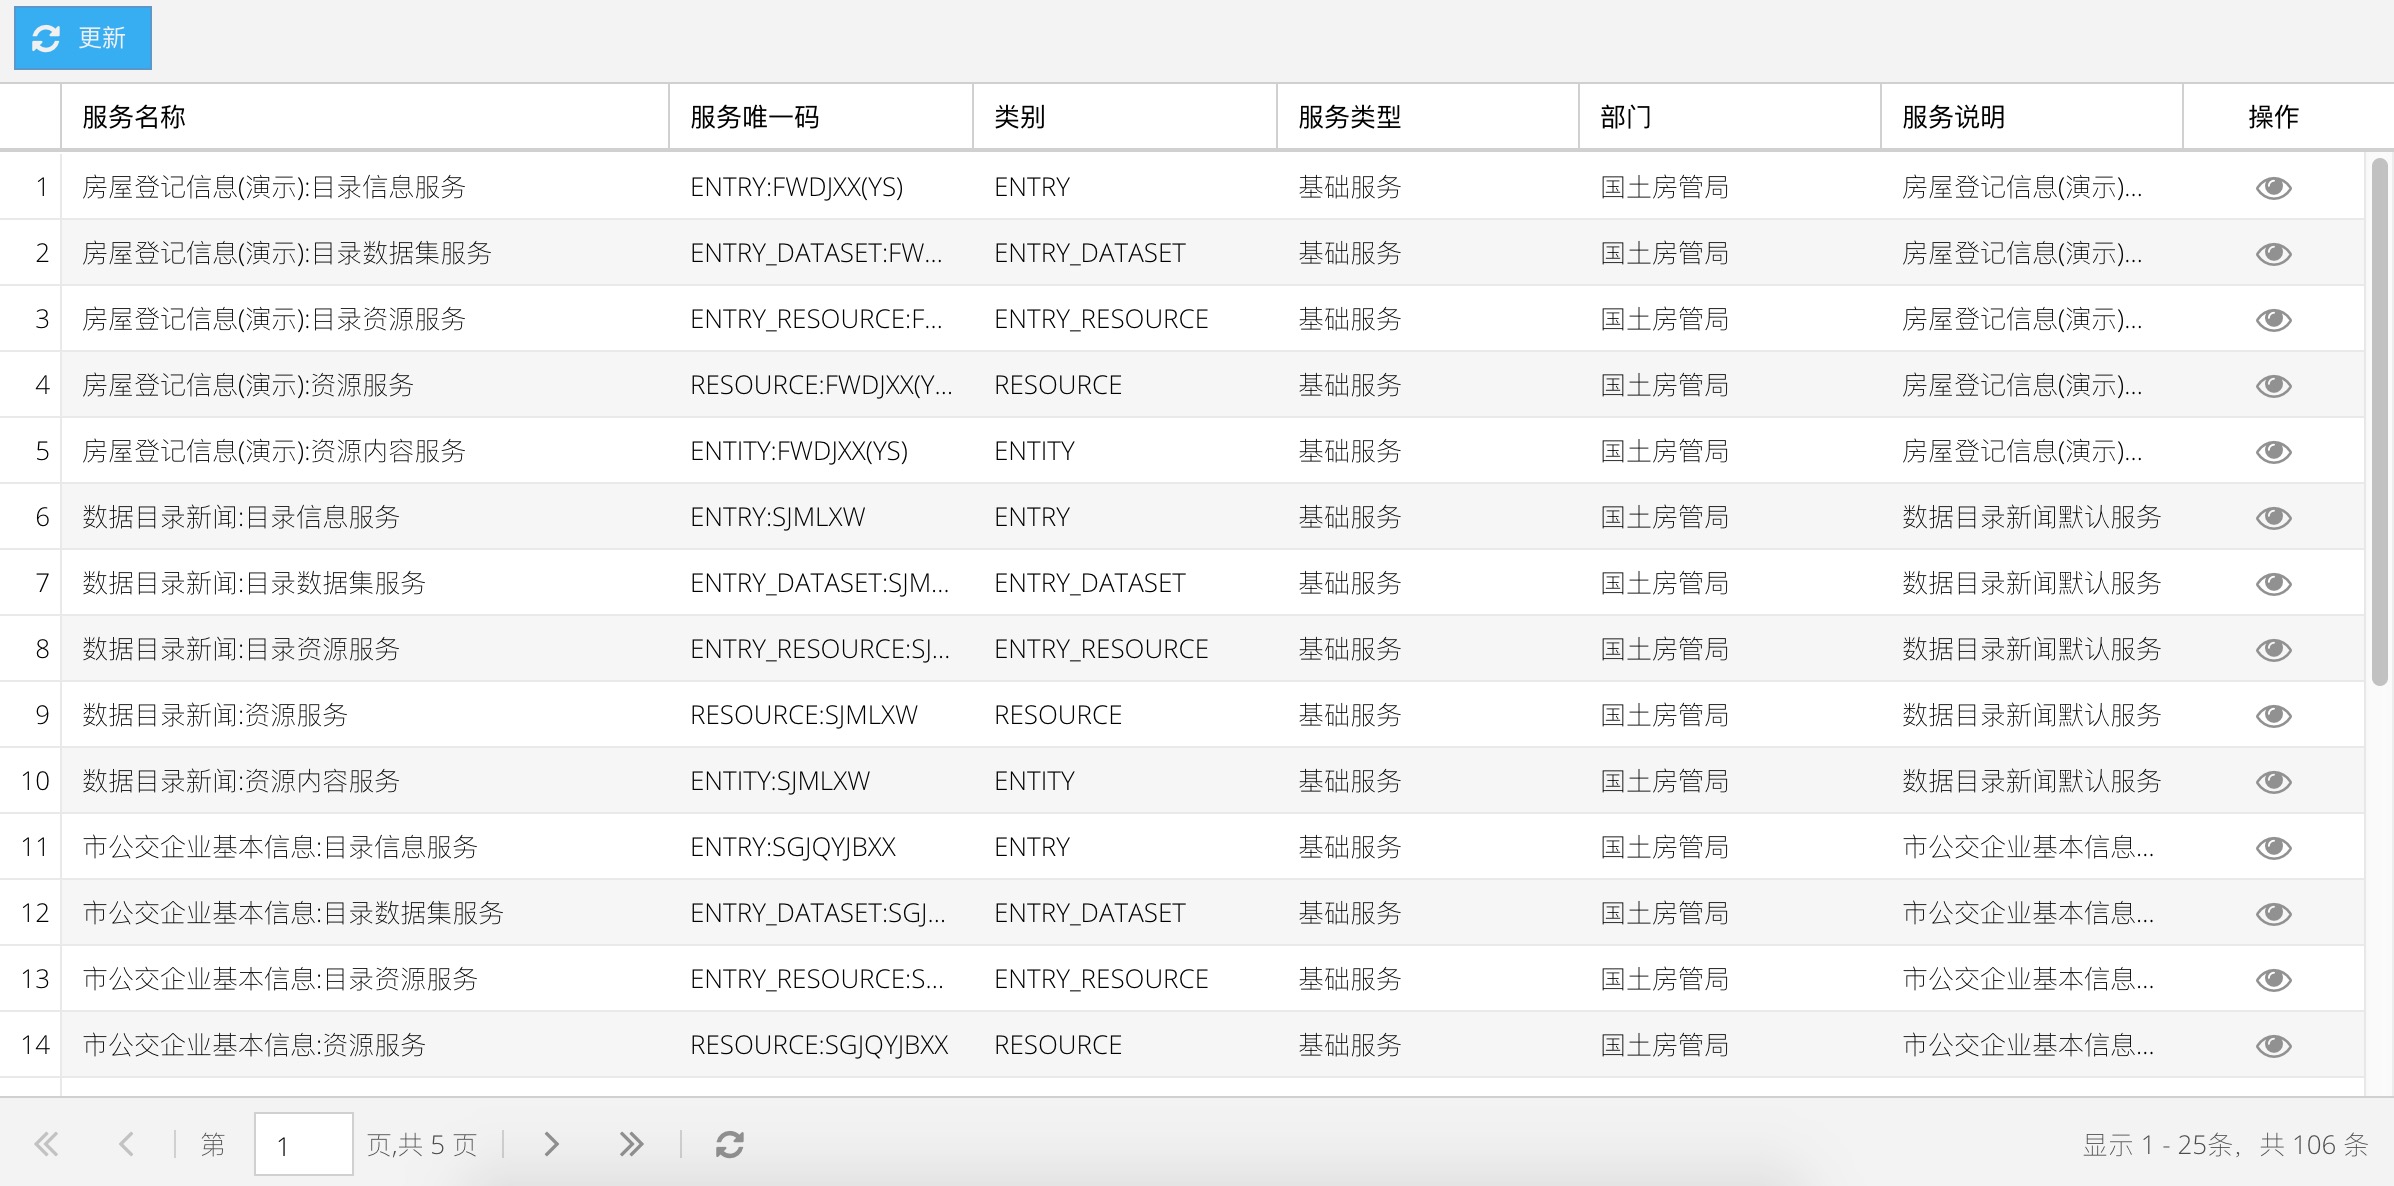 更新
服务名称 服务唯一码 类别 服务类型 部门 服务说明 操作
1 房屋登记信息(演示):目录信息服务 ENTRY:FWDJXX(YS) ENTRY 基础服务 国土房管局 房屋登记信息(演示)...
2 房屋登记信息(演示):目录数据集服务 ENTRY_DATASET:FW... ENTRY_DATASET 基础服务 国土房管局 房屋登记信息(演示)...
3 房屋登记信息(演示):目录资源服务 ENTRY_RESOURCE:F... ENTRY_RESOURCE 基础服务 国土房管局 房屋登记信息(演示)...
4 房屋登记信息(演示):资源服务 RESOURCE:FWDJXX(Y... RESOURCE 基础服务 国土房管局 房屋登记信息(演示)...
5 房屋登记信息(演示):资源内容服务 ENTITY:FWDJXX(YS) ENTITY 基础服务 国土房管局 房屋登记信息(演示)...
6 数据目录新闻:目录信息服务 ENTRY:SJMLXW ENTRY 基础服务 国土房管局 数据目录新闻默认服务
7 数据目录新闻:目录数据集服务 ENTRY_DATASET:SJM... ENTRY_DATASET 基础服务 国土房管局 数据目录新闻默认服务
8 数据目录新闻:目录资源服务 ENTRY_RESOURCE:SJ... ENTRY_RESOURCE 基础服务 国土房管局 数据目录新闻默认服务
9 数据目录新闻:资源服务 RESOURCE:SJMLXW RESOURCE 基础服务 国土房管局 数据目录新闻默认服务
10 数据目录新闻:资源内容服务 ENTITY:SJMLXW ENTITY 基础服务 国土房管局 数据目录新闻默认服务
11 市公交企业基本信息:目录信息服务 ENTRY:SGJQYJBXX ENTRY 基础服务 国土房管局 市公交企业基本信息...
12 市公交企业基本信息:目录数据集服务 ENTRY_DATASET:SGJ... ENTRY_DATASET 基础服务 国土房管局 市公交企业基本信息...
13 市公交企业基本信息:目录资源服务 ENTRY_RESOURCE:S... ENTRY_RESOURCE 基础服务 国土房管局 市公交企业基本信息...
14 市公交企业基本信息:资源服务 RESOURCE:SGJQYJBXX RESOURCE 基础服务 国土房管局 市公交企业基本信息...
第 1 页,共 5 页 显示 1 - 25条，共 106 条